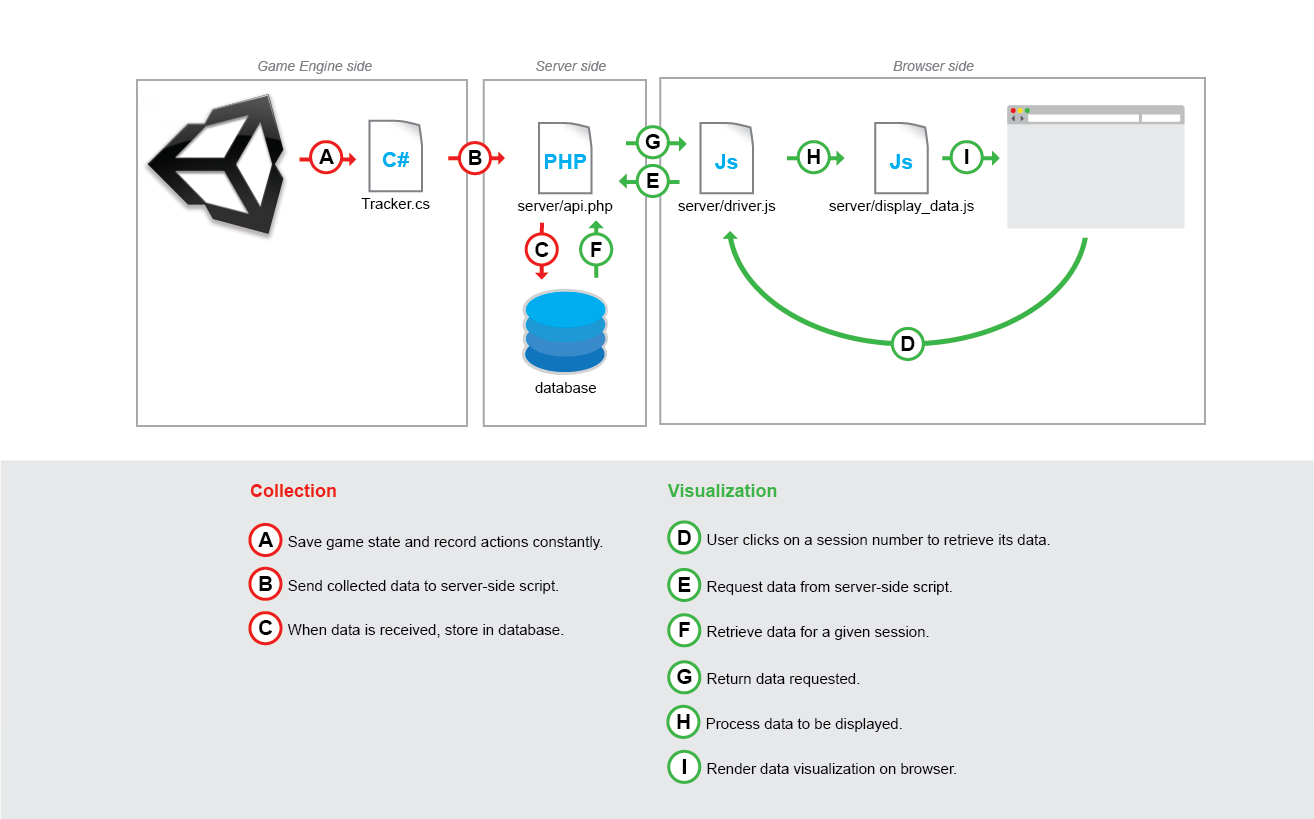 Game Engine side
Server side
Browser side
A
C#
Tracker.cs
B
PHP
server/api.php
G
E
Js
server/driver.js
H
Js
server/display_data.js
I
C
F
database
D
Collection
A Save game state and record actions constantly.
B Send collected data to server-side script.
C When data is received, store in database.
Visualization
D User clicks on a session number to retrieve its data.
E Request data from server-side script.
F Retrieve data for a given session.
G Return data requested.
H Process data to be displayed.
I Render data visualization on browser.